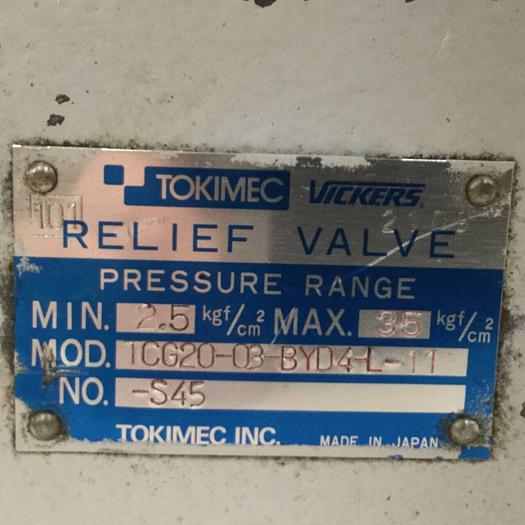 TOKIMEC VICKERS
101
RELIEF VALVE
PRESSURE RANGE
MIN. 2.5 kgf/cm² MAX. 35 kgf/cm²
MOD. TCG20-03-BYD4-L-11
NO. -S45
TOKIMEC INC. MADE IN JAPAN